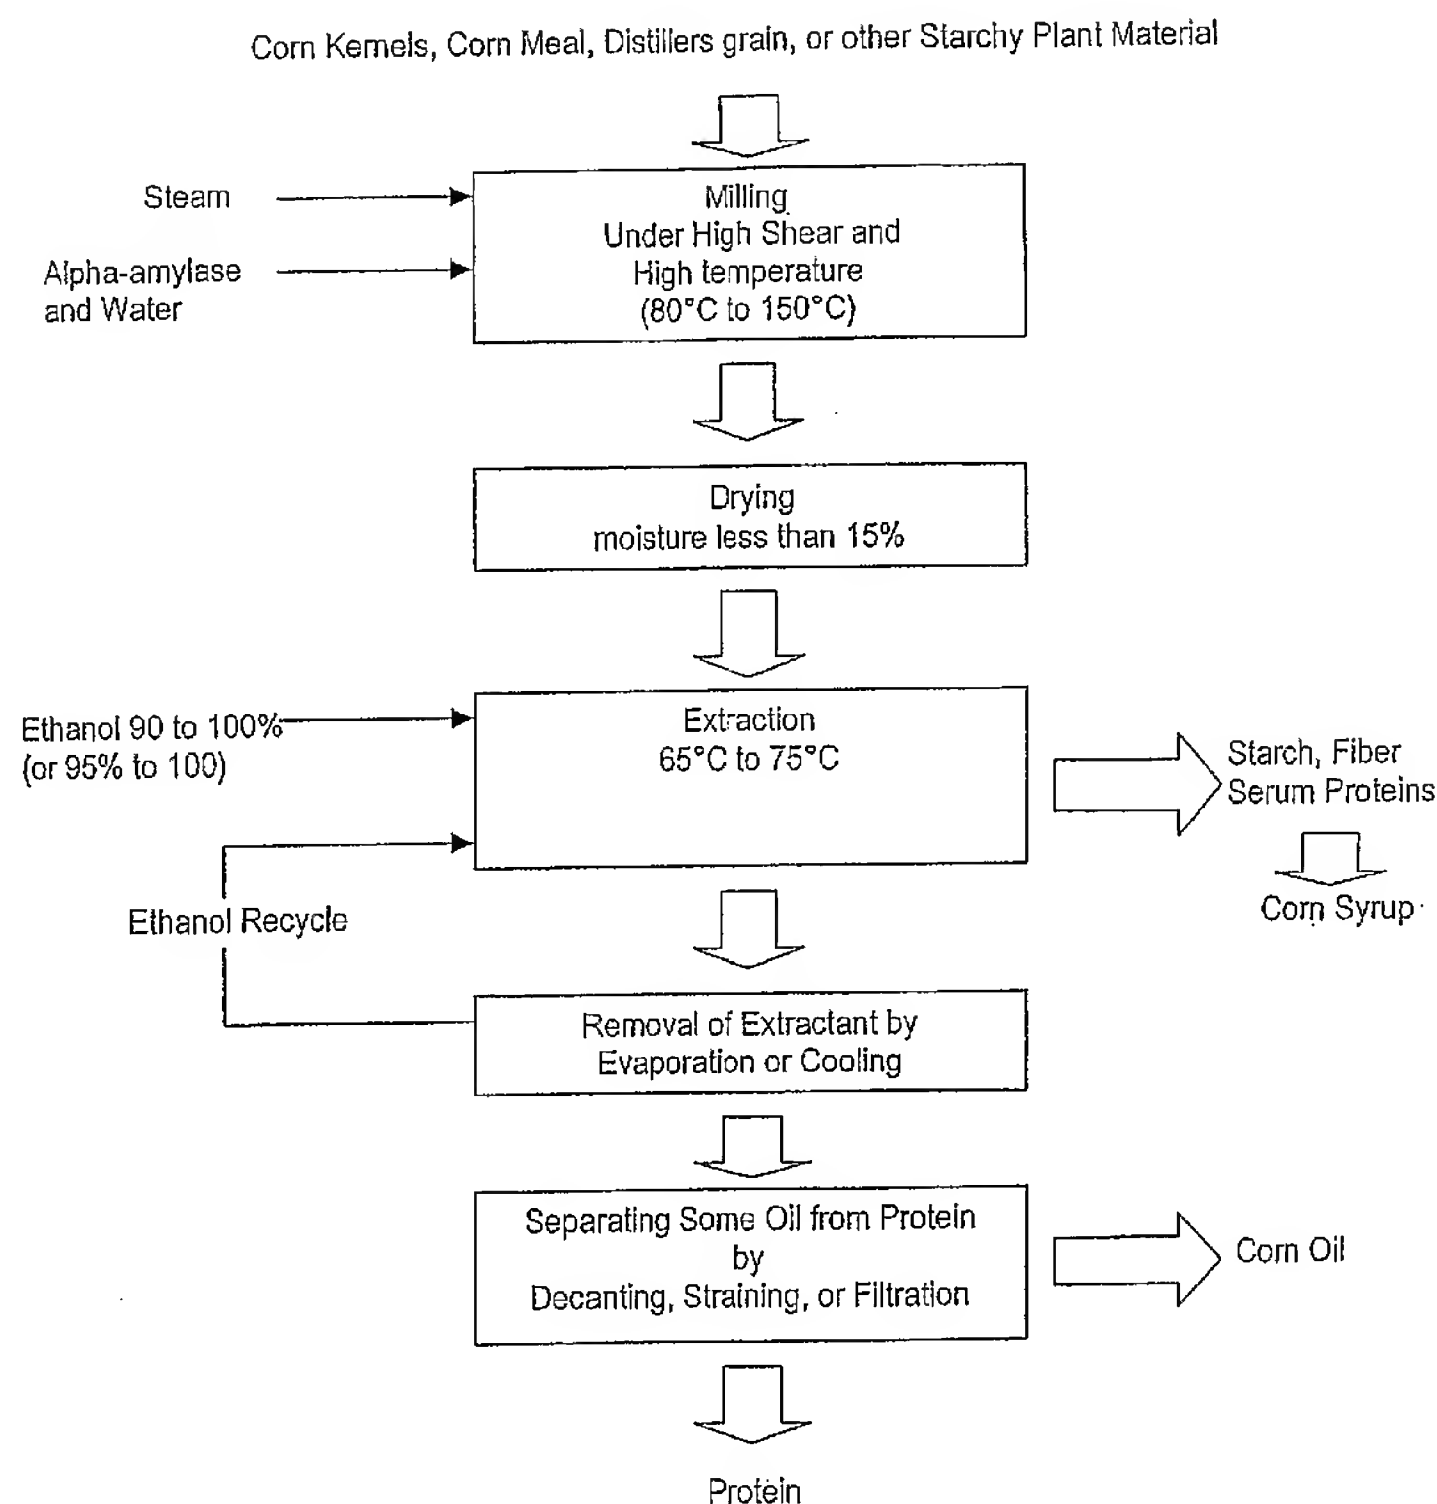 Corn Kernels, Corn Meal, Distillers grain, or other Starchy Plant Material
Steam
Alpha-amylase
and Water
Milling
Under High Shear and
High temperature
(80°C to 150°C)
Drying
moisture less than 15%
Ethanol 90 to 100%
(or 95% to 100)
Extraction
65°C to 75°C
Starch, Fiber
Serum Proteins
Corn Syrup
Ethanol Recycle
Removal of Extractant by
Evaporation or Cooling
Separating Some Oil from Protein
by
Decanting, Straining, or Filtration
Corn Oil
Protein